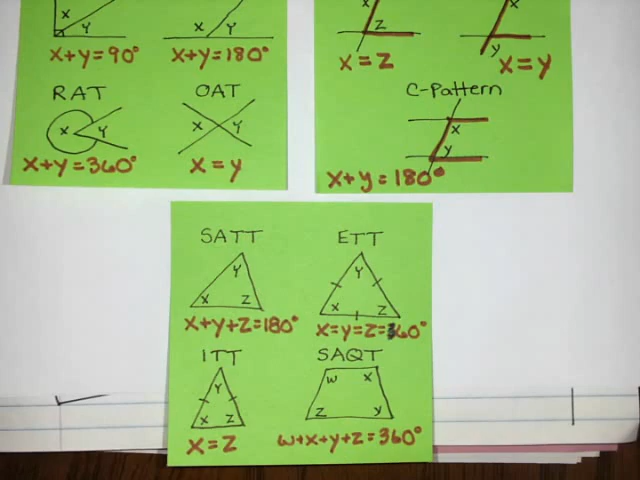 X
Y
Y
X+Y=90°
X+Y=180°
X
Z
X
Y
X=Z
X=Y
RAT
OAT
X
Y
X
Y
X+Y=360°
X=Y
C-Pattern
X
Y
X+Y=180°
SATT
ETT
Y
X
Z
Y
X
Z
X+Y+Z=180°
X=Y=Z=60°
ITT
SAQT
Y
X
Z
W
X
Z
Y
X=Z
W+X+Y+Z=360°